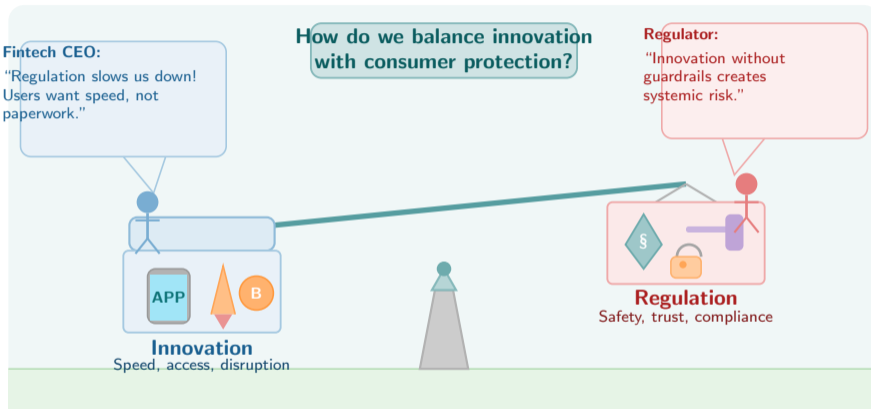 How do we balance innovation
with consumer protection?
Fintech CEO:
“Regulation slows us down!
Users want speed, not
paperwork.”
Regulator:
“Innovation without
guardrails creates
systemic risk.”
APP
B
§
Innovation
Speed, access, disruption
Regulation
Safety, trust, compliance